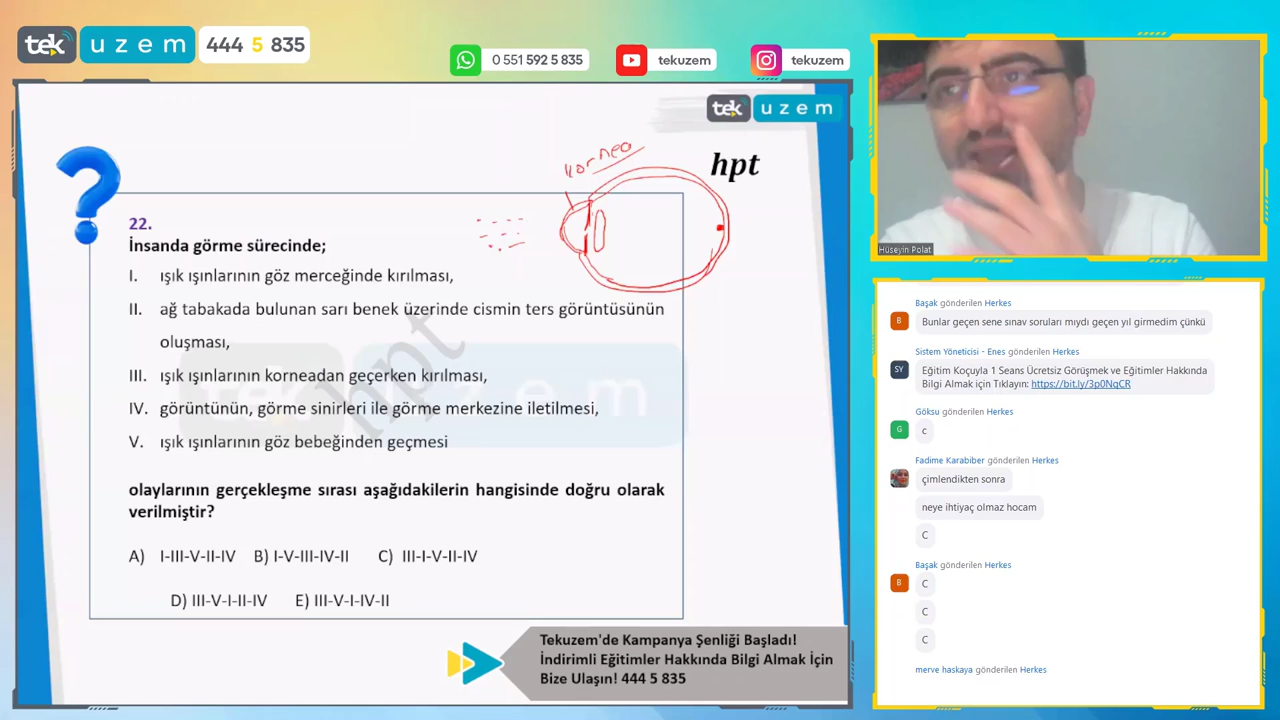 tek uzem 444 5 835
0 551 592 5 835
tekuzem
tekuzem
tek uzem
kornea
hpt
22.
İnsanda görme sürecinde;
I. ışık ışınlarının göz merceğinde kırılması,
II. ağ tabakada bulunan sarı benek üzerinde cismin ters görüntüsünün
oluşması,
III. ışık ışınlarının korneadan geçerken kırılması,
IV. görüntünün, görme sinirleri ile görme merkezine iletilmesi,
V. ışık ışınlarının göz bebeğinden geçmesi
hpt
olaylarının gerçekleşme sırası aşağıdakilerin hangisinde doğru olarak
verilmiştir?
A) I-III-V-II-IV B) I-V-III-IV-II C) III-I-V-II-IV
D) III-V-I-II-IV E) III-V-I-IV-II
Tekuzem'de Kampanya Şenliği Başladı!
İndirimli Eğitimler Hakkında Bilgi Almak İçin
Bize Ulaşın! 444 5 835
Hüseyin Polat
Başak gönderilen Herkes
B
Bunlar geçen sene sınav soruları mıydı geçen yıl girmedim çünkü
Sistem Yöneticisi - Enes gönderilen Herkes
SY
Eğitim Koçuyla 1 Seans Ücretsiz Görüşmek ve Eğitimler Hakkında
Bilgi Almak için Tıklayın: https://bit.ly/3p0NqCR
Göksu gönderilen Herkes
G
c
Fadime Karabiber gönderilen Herkes
çimlendikten sonra
neye ihtiyaç olmaz hocam
C
Başak gönderilen Herkes
B
C
C
C
merve haskaya gönderilen Herkes